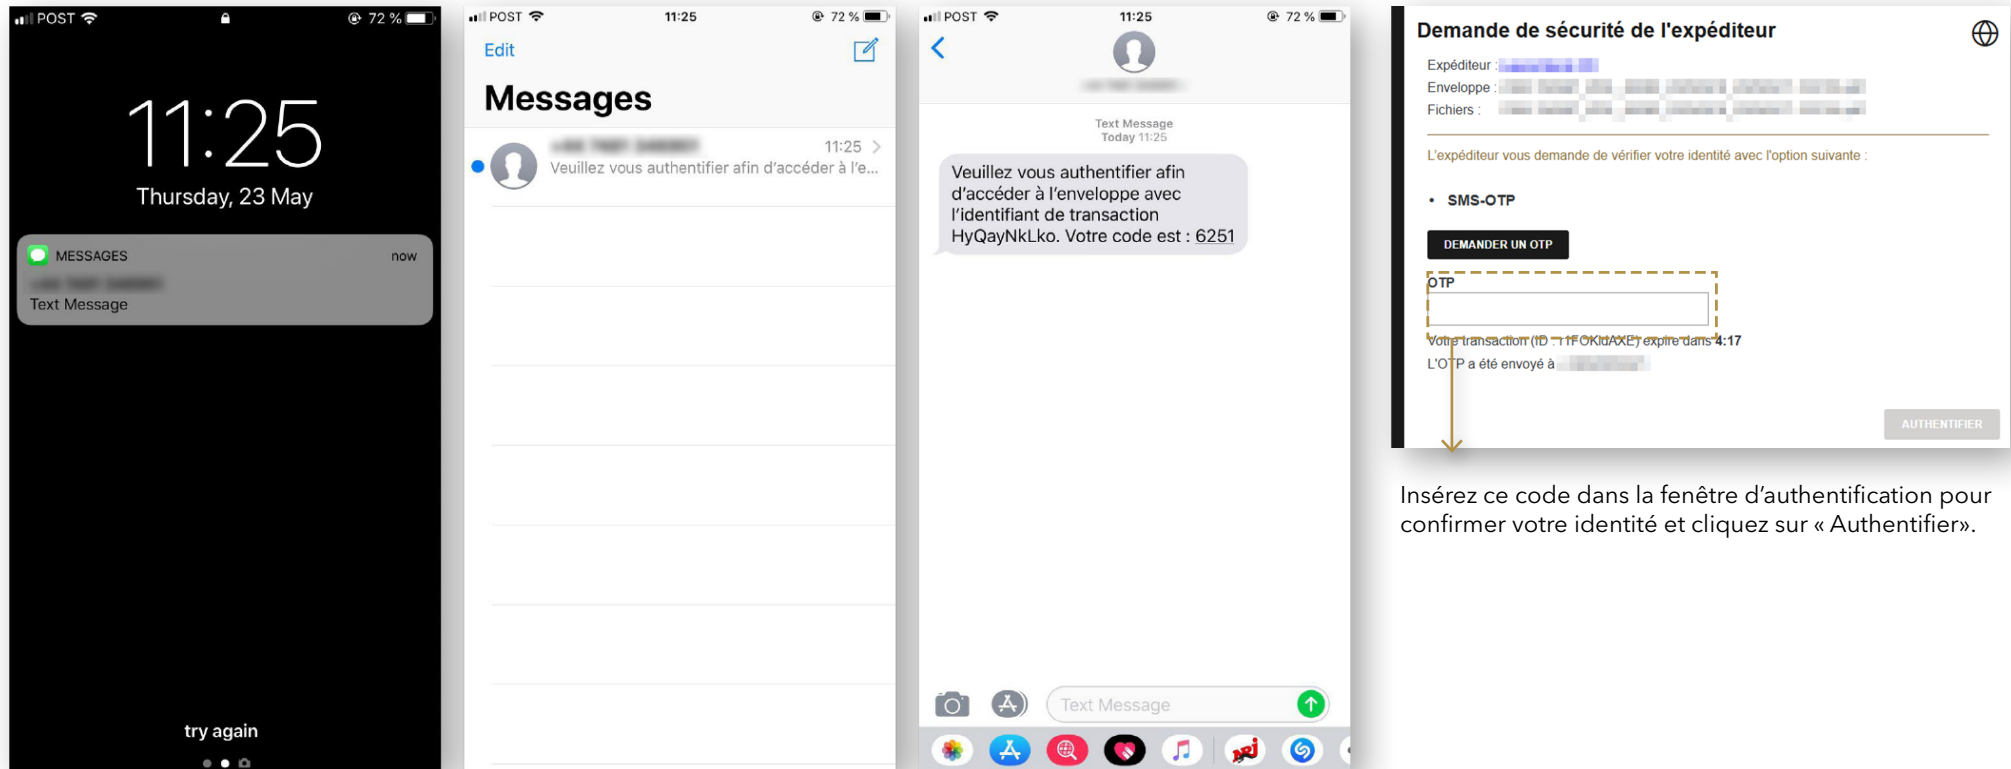 POST
72 %
11:25
Thursday, 23 May
MESSAGES
now
Text Message
try again
POST
11:25
72 %
Edit
Messages
11:25
Veuillez vous authentifier afin d'accéder à l'e...
POST
11:25
72 %
Text Message
Today 11:25
Veuillez vous authentifier afin
d'accéder à l'enveloppe avec
l'identifiant de transaction
HyQayNkLko. Votre code est : 6251
Text Message
NRJ
Demande de sécurité de l'expéditeur
Expéditeur :
Enveloppe :
Fichiers :
L'expéditeur vous demande de vérifier votre identité avec l'option suivante :
• SMS-OTP
DEMANDER UN OTP
OTP
Votre transaction (ID : r1FOKldAXE) expire dans 4:17
L'OTP a été envoyé à
AUTHENTIFIER
Insérez ce code dans la fenêtre d'authentification pour
confirmer votre identité et cliquez sur « Authentifier».